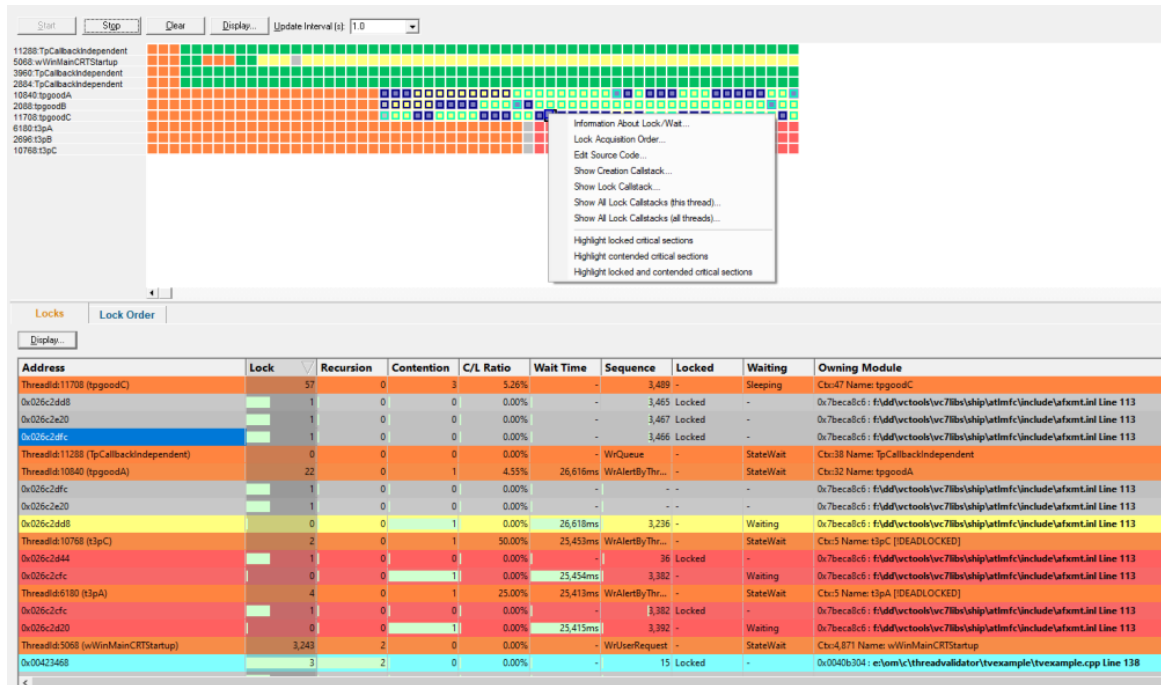 Start Stop Clear Display... Update Interval (s): 1.0
11288:TpCallbackIndependent
5068:wWinMainCRTStartup
3960:TpCallbackIndependent
2884:TpCallbackIndependent
10840:tpgoodA
2088:tpgoodB
11708:tpgoodC
6180:t3pA
2696:t3pB
10768:t3pC
Information About Lock/Wait...
Lock Acquisition Order...
Edit Source Code...
Show Creation Callstack...
Show Lock Callstack...
Show All Lock Callstacks (this thread)...
Show All Lock Callstacks (all threads)...
Highlight locked critical sections
Highlight contended critical sections
Highlight locked and contended critical sections
Locks Lock Order
Display...
Address Lock Recursion Contention C/L Ratio Wait Time Sequence Locked Waiting Owning Module
ThreadId:11708 (tpgoodC) 57 0 3 5.26% - 3,489 - Sleeping Ctx:47 Name: tpgoodC
0x026c2dd8 1 0 0 0.00% - 3,465 Locked - 0x7beca8c6 : f:\dd\vctools\vc7libs\ship\atlmfc\include\afxmt.inl Line 113
0x026c2e20 1 0 0 0.00% - 3,467 Locked - 0x7beca8c6 : f:\dd\vctools\vc7libs\ship\atlmfc\include\afxmt.inl Line 113
0x026c2dfc 1 0 0 0.00% - 3,466 Locked - 0x7beca8c6 : f:\dd\vctools\vc7libs\ship\atlmfc\include\afxmt.inl Line 113
ThreadId:11288 (TpCallbackIndependent) 0 0 0 0.00% - WrQueue - StateWait Ctx:38 Name: TpCallbackIndependent
ThreadId:10840 (tpgoodA) 22 0 1 4.55% 26,616ms WrAlertByThr... - StateWait Ctx:32 Name: tpgoodA
0x026c2dfc 1 0 0 0.00% - - - - 0x7beca8c6 : f:\dd\vctools\vc7libs\ship\atlmfc\include\afxmt.inl Line 113
0x026c2e20 1 0 0 0.00% - - - - 0x7beca8c6 : f:\dd\vctools\vc7libs\ship\atlmfc\include\afxmt.inl Line 113
0x026c2dd8 0 0 1 0.00% 26,618ms 3,236 - Waiting 0x7beca8c6 : f:\dd\vctools\vc7libs\ship\atlmfc\include\afxmt.inl Line 113
ThreadId:10768 (t3pC) 2 0 1 50.00% 25,453ms WrAlertByThr... - StateWait Ctx:5 Name: t3pC [!DEADLOCKED]
0x026c2d44 1 0 0 0.00% - 36 Locked - 0x7beca8c6 : f:\dd\vctools\vc7libs\ship\atlmfc\include\afxmt.inl Line 113
0x026c2cfc 0 0 1 0.00% 25,454ms 3,382 - Waiting 0x7beca8c6 : f:\dd\vctools\vc7libs\ship\atlmfc\include\afxmt.inl Line 113
ThreadId:6180 (t3pA) 4 0 1 25.00% 25,413ms WrAlertByThr... - StateWait Ctx:5 Name: t3pA [!DEADLOCKED]
0x026c2cfc 1 0 0 0.00% - 3,382 Locked - 0x7beca8c6 : f:\dd\vctools\vc7libs\ship\atlmfc\include\afxmt.inl Line 113
0x026c2d20 0 0 1 0.00% 25,415ms 3,392 - Waiting 0x7beca8c6 : f:\dd\vctools\vc7libs\ship\atlmfc\include\afxmt.inl Line 113
ThreadId:5068 (wWinMainCRTStartup) 3,243 2 0 0.00% - WrUserRequest - StateWait Ctx:4,871 Name: wWinMainCRTStartup
0x00423468 3 2 0 0.00% - 15 Locked - 0x0040b304 : e:\om\c\threadvalidator\tvexample\tvexample.cpp Line 138